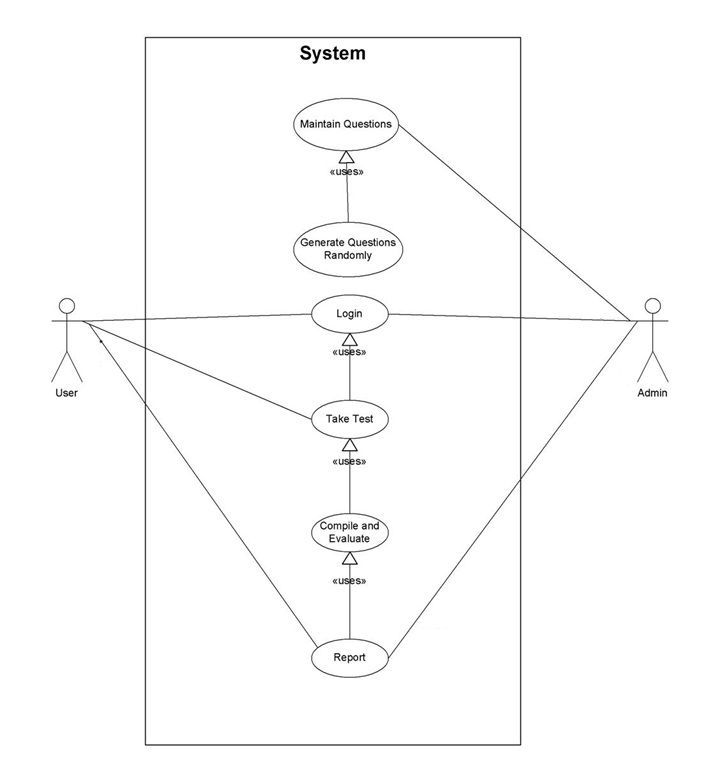 System
Maintain Questions
«uses»
Generate Questions
Randomly
Login
«uses»
User
Admin
Take Test
«uses»
Compile and
Evaluate
«uses»
Report